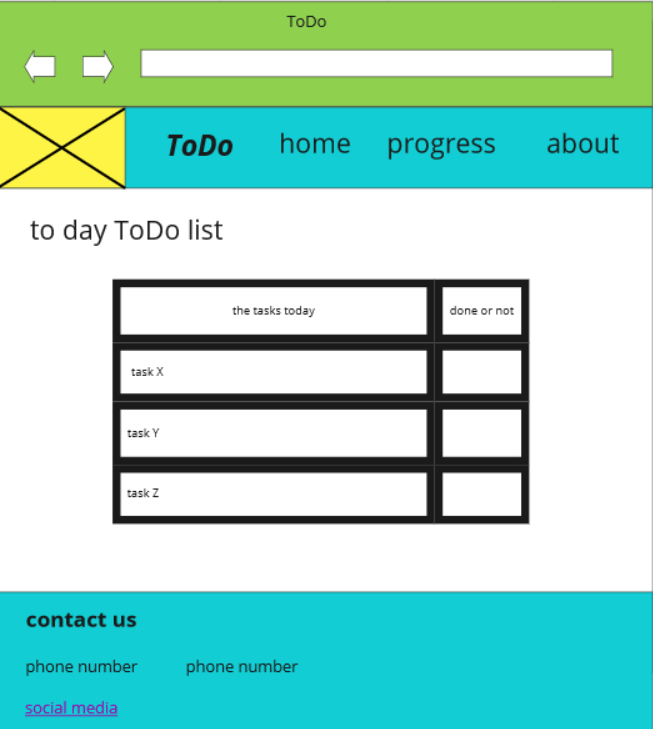 ToDo
ToDo home progress about
to day ToDo list
the tasks today done or not
task X
task Y
task Z
contact us
phone number phone number
social media